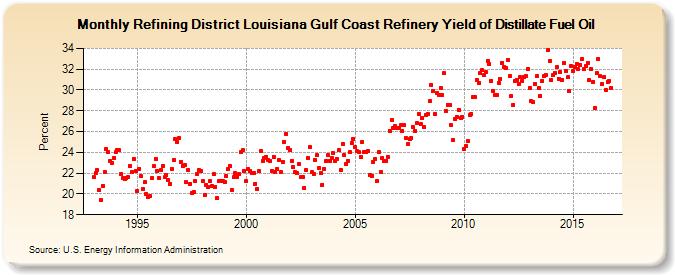 Monthly Refining District Louisiana Gulf Coast Refinery Yield of Distillate Fuel Oil
Percent
34
32
30
28
26
24
22
20
18
1995 2000 2005 2010 2015
Source: U.S. Energy Information Administration